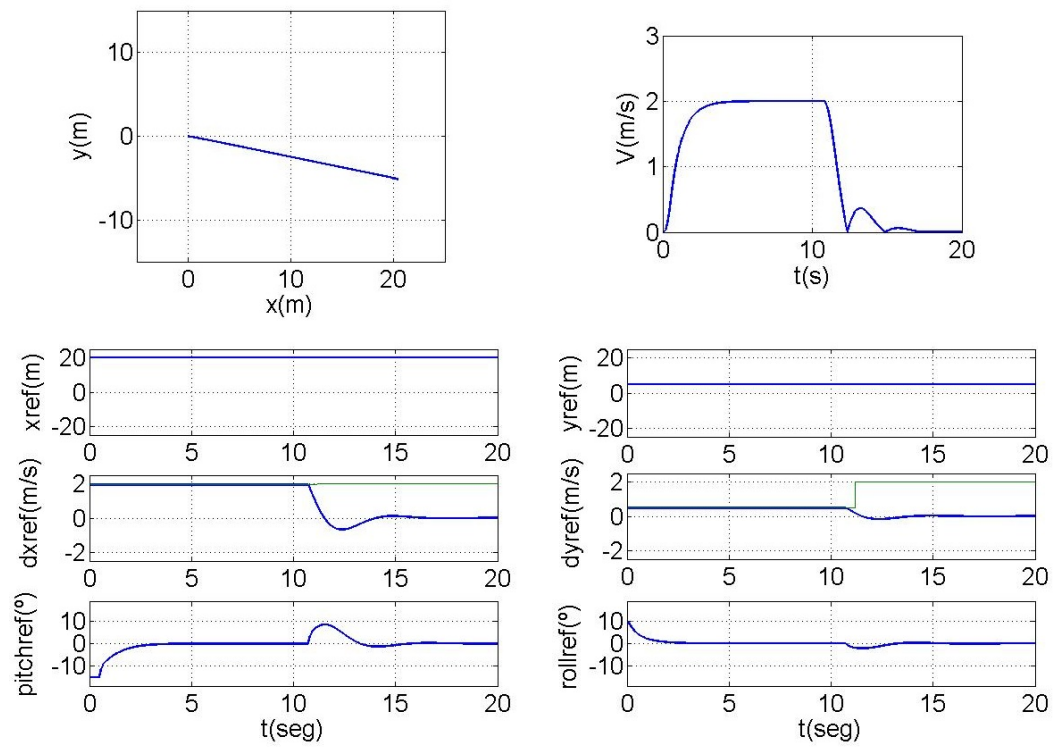 10
0
-10
y(m)
0 10 20
x(m)
3
2
1
0
V(m/s)
0 10 20
t(s)
20
0
-20
xref(m)
0 5 10 15 20
20
0
-20
yref(m)
0 5 10 15 20
2
0
-2
dxref(m/s)
0 5 10 15 20
2
0
-2
dyref(m/s)
0 5 10 15 20
10
0
-10
pitchref(º)
0 5 10 15 20
t(seg)
10
0
-10
rollref(º)
0 5 10 15 20
t(seg)